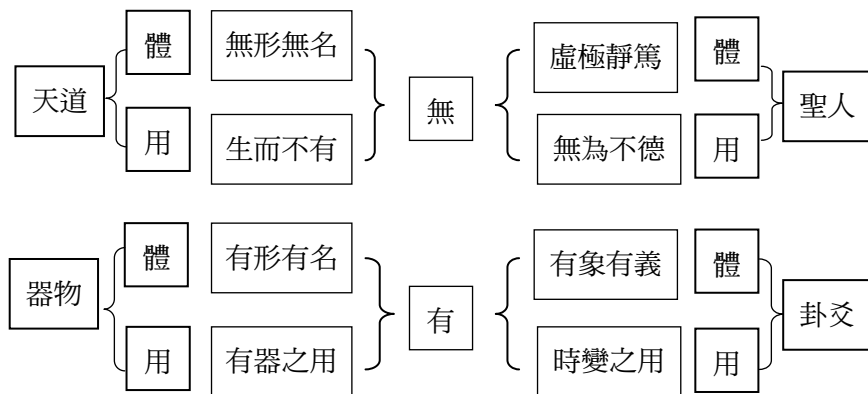 體 無形無名 虛極靜篤 體
天道 無 聖人
用 生而不有 無為不德 用
體 有形有名 有象有義 體
器物 有 卦爻
用 有器之用 時變之用 用